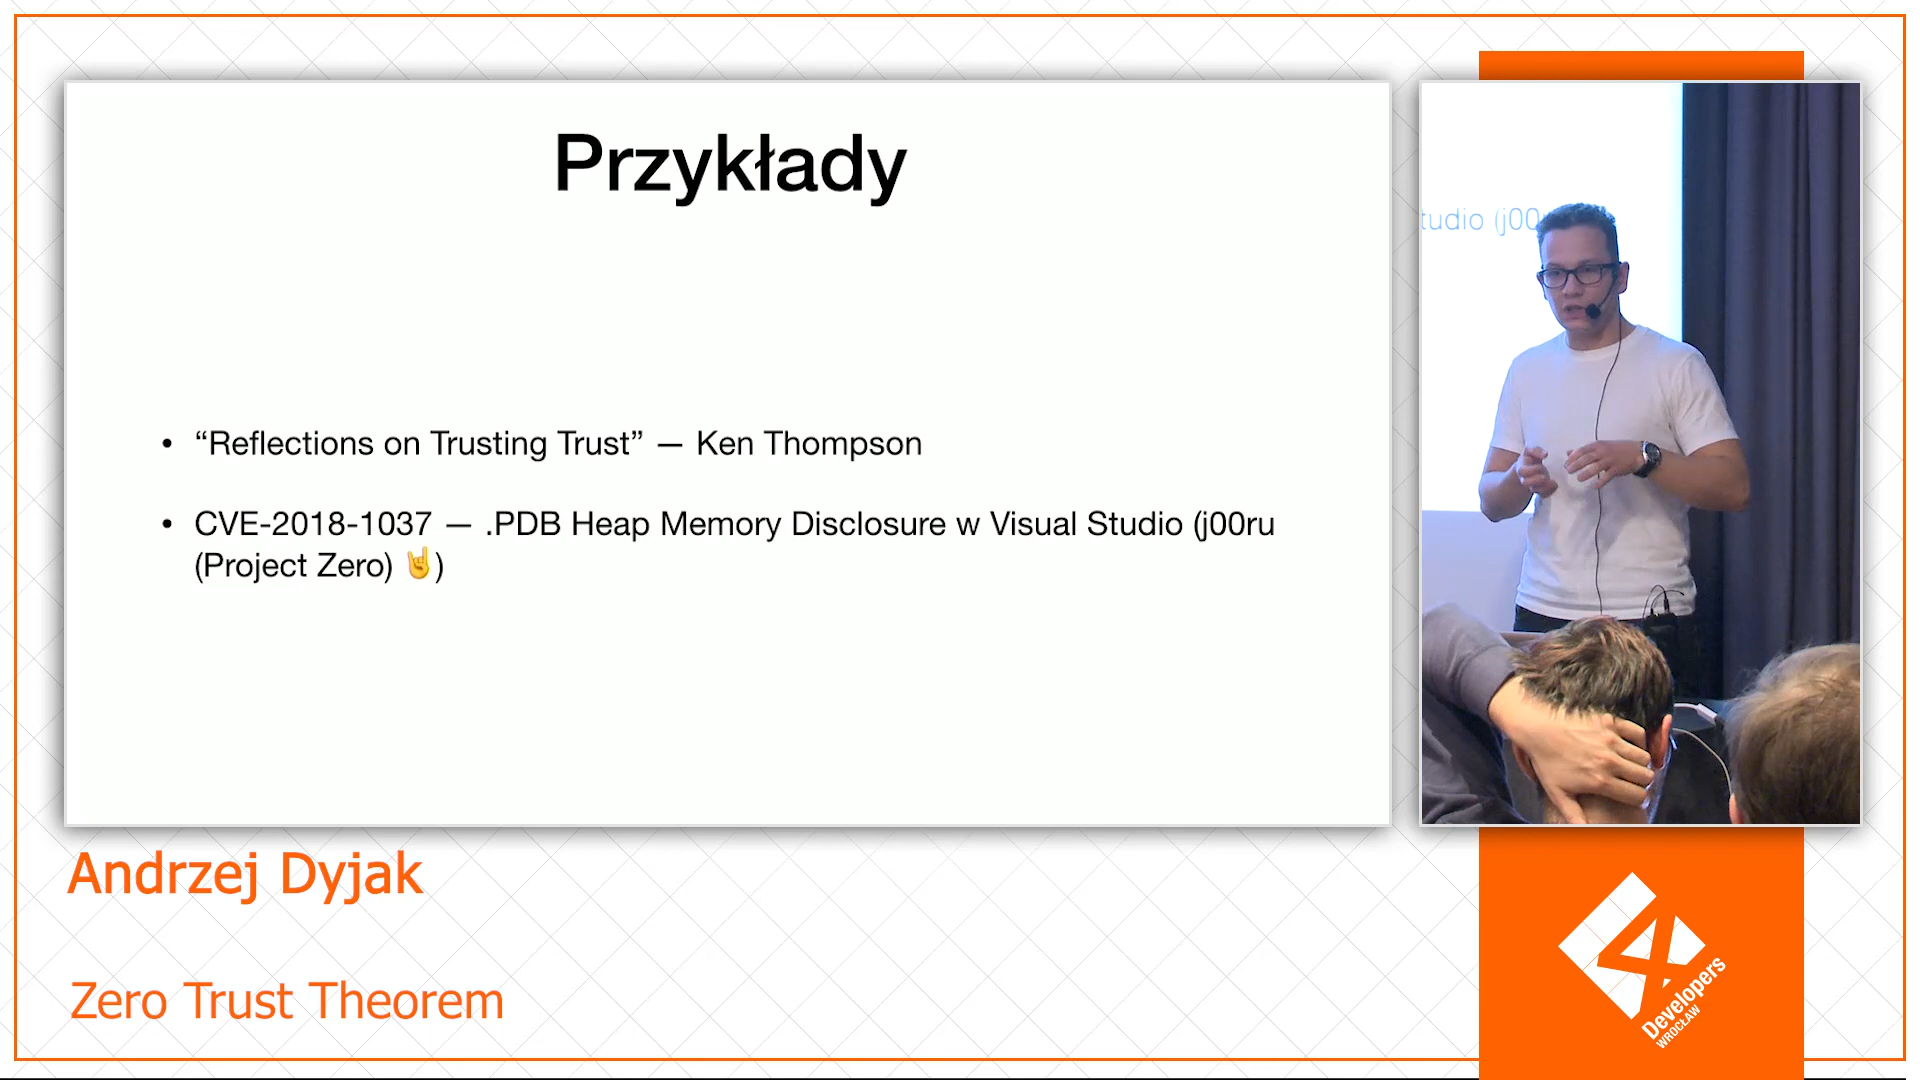 Przykłady
• “Reflections on Trusting Trust” — Ken Thompson
• CVE-2018-1037 — .PDB Heap Memory Disclosure w Visual Studio (j00ru
(Project Zero) 🤘)
tudio (j00
Andrzej Dyjak
Zero Trust Theorem
4
Developers
WROCŁAW